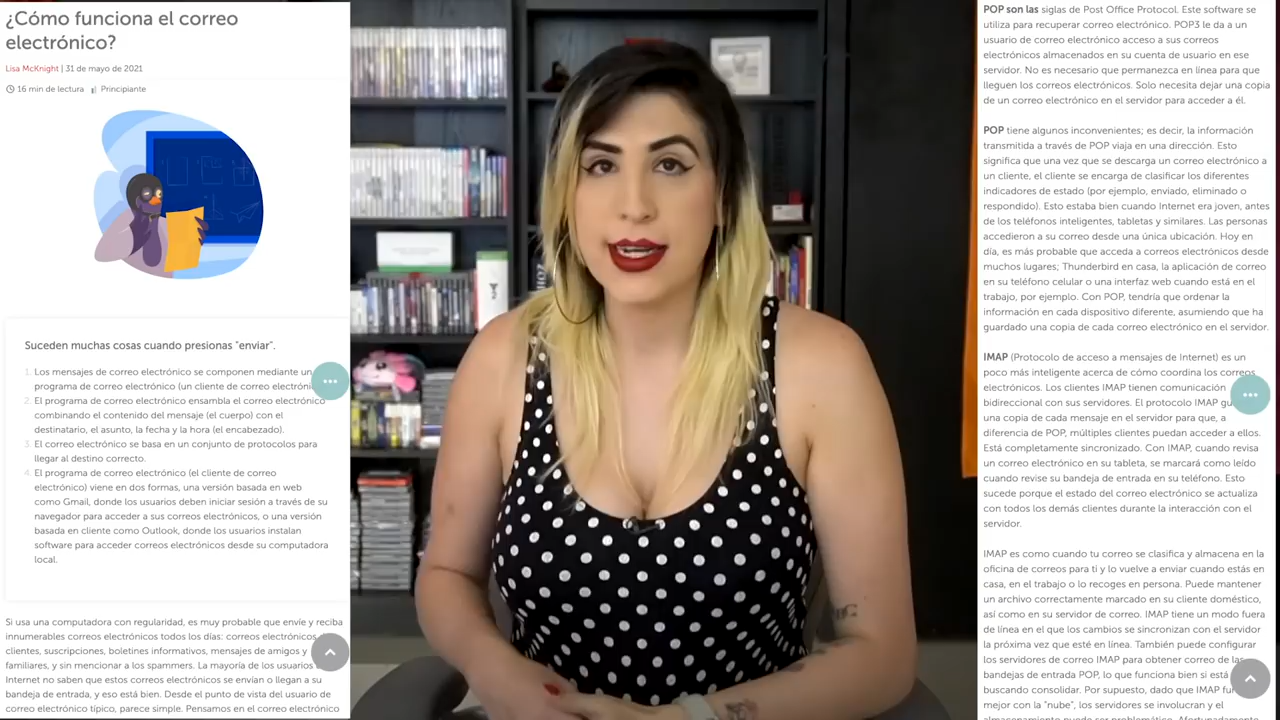 ¿Cómo funciona el correo
electrónico?
Lisa McKnight | 31 de mayo de 2021
16 min de lectura Principiante
Suceden muchas cosas cuando presionas "enviar".
1. Los mensajes de correo electrónico se componen mediante un
programa de correo electrónico (un cliente de correo
2. El programa de correo electrónico ensambla el correo electrónico
combinando el contenido del mensaje (el cuerpo) con el
destinatario, el asunto, la fecha y la hora (el encabezado).
3. El correo electrónico se basa en un conjunto de protocolos para
llegar al destino correcto.
4. El programa de correo electrónico (el cliente de correo
electrónico) viene en dos formas, una versión basada en web
como Gmail, donde los usuarios deben iniciar sesión a través de su
navegador para acceder a sus correos electrónicos, o una versión
basada en cliente como Outlook, donde los usuarios instalan
software para acceder correos electrónicos desde su computadora
local.
Si usa una computadora con regularidad, es muy probable que envíe y reciba
innumerables correos electrónicos todos los días: correos electrónicos
clientes, suscripciones, boletines informativos, mensajes de amigos y
familiares, y sin mencionar a los spammers. La mayoría de los usuarios
Internet no saben que estos correos electrónicos se envían o llegan a su
bandeja de entrada, y eso está bien. Desde el punto de vista del usuario de
correo electrónico típico, parece simple. Pensamos en el correo electrónico
POP son las siglas de Post Office Protocol. Este software se
utiliza para recuperar correo electrónico. POP3 le da a un
usuario de correo electrónico acceso a sus correos
electrónicos almacenados en su cuenta de usuario en ese
servidor. No es necesario que permanezca en línea para que
lleguen los correos electrónicos. Solo necesita dejar una copia
de un correo electrónico en el servidor para acceder a él.
POP tiene algunos inconvenientes; es decir, la información
transmitida a través de POP viaja en una dirección. Esto
significa que una vez que se descarga un correo electrónico a
un cliente, el cliente se encarga de clasificar los diferentes
indicadores de estado (por ejemplo, enviado, eliminado o
respondido). Esto estaba bien cuando Internet era joven, antes
de los teléfonos inteligentes, tabletas y similares. Las personas
accedieron a su correo desde una única ubicación. Hoy en
día, es más probable que acceda a correos electrónicos desde
muchos lugares; Thunderbird en casa, la aplicación de correo
en su teléfono celular o una interfaz web cuando está en el
trabajo, por ejemplo. Con POP, tendría que ordenar la
información en cada dispositivo diferente, asumiendo que ha
guardado una copia de cada correo electrónico en el servidor.
IMAP (Protocolo de acceso a mensajes de Internet) es un
poco más inteligente acerca de cómo coordina los correos
electrónicos. Los clientes IMAP tienen comunicación
bidireccional con sus servidores. El protocolo IMAP
una copia de cada mensaje en el servidor para que, a
diferencia de POP, múltiples clientes puedan acceder a ellos.
Está completamente sincronizado. Con IMAP, cuando revisa
un correo electrónico en su tableta, se marcará como leído
cuando revise su bandeja de entrada en su teléfono. Esto
sucede porque el estado del correo electrónico se actualiza
con todos los demás clientes durante la interacción con el
servidor.
IMAP es como cuando tu correo se clasifica y almacena en la
oficina de correos para ti y lo vuelve a enviar cuando estás en
casa, en el trabajo o lo recoges en persona. Puede mantener
un archivo correctamente marcado en su cliente doméstico,
así como en su servidor de correo. IMAP tiene un modo fuera
de línea en el que los cambios se sincronizan con el servidor
la próxima vez que esté en línea. También puede configurar
los servidores de correo IMAP para obtener correo de las
bandejas de entrada POP, lo que funciona bien si está
buscando consolidar. Por supuesto, dado que IMAP
mejor con la "nube", los servidores se involucran y el
almacenamiento puede ser problemático. Afortunadamente